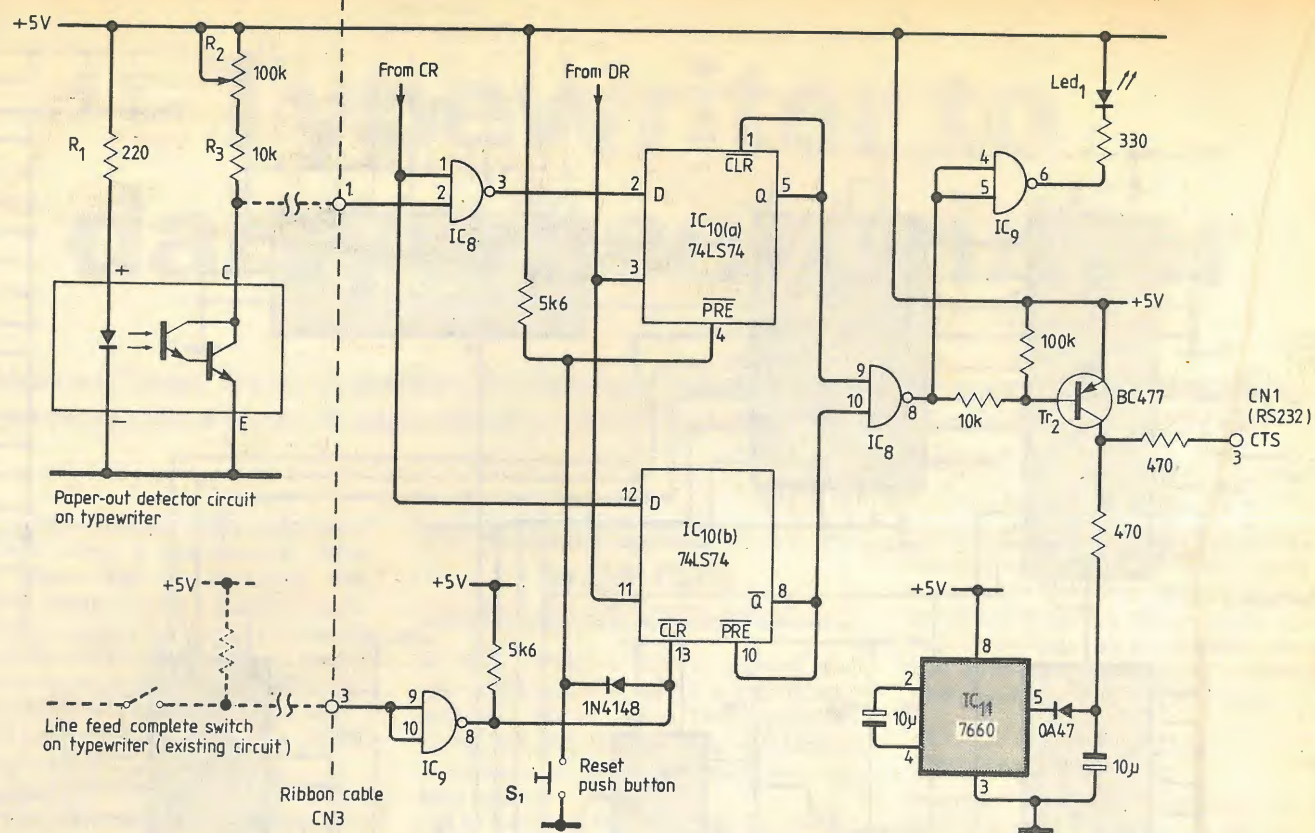 +5V
R2
100k
R1
220
R3
10k
1
From CR
From DR
1
2
3
IC8
5k6
1
CLR
2
D
Q
5
IC10(a)
74LS74
3
PRE
4
Led1
330
4
5
6
IC9
+5V
100k
9
10
8
IC8
10k
Tr2
BC477
CN1
(RS232)
CTS
3
470
470
+
C
–
E
Paper-out detector circuit
on typewriter
12
D
IC10(b)
74LS74
11
Q
8
CLR
PRE
13
10
+5V
Line feed complete switch
on typewriter (existing circuit)
3
Ribbon cable
CN3
+5V
5k6
9
10
8
IC9
1N4148
S1
Reset
push button
+5V
8
2
10µ
4
IC11
7660
5
0A47
3
10µ